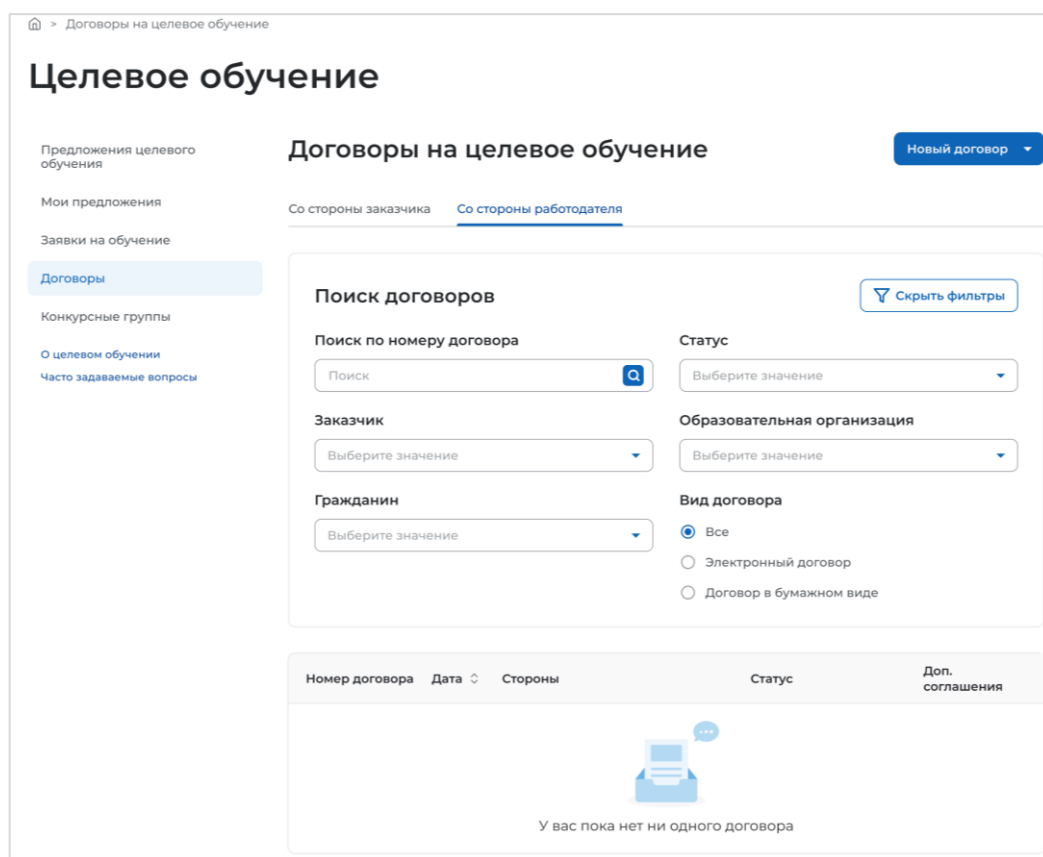 > Договоры на целевое обучение
Целевое обучение
Предложения целевого
обучения
Мои предложения
Заявки на обучение
Договоры
Конкурсные группы
О целевом обучении
Часто задаваемые вопросы
Договоры на целевое обучение
Новый договор
Со стороны заказчика Со стороны работодателя
Поиск договоров
Скрыть фильтры
Поиск по номеру договора
Статус
Поиск
Выберите значение
Заказчик
Образовательная организация
Выберите значение
Выберите значение
Гражданин
Вид договора
Выберите значение
Все
Электронный договор
Договор в бумажном виде
Номер договора Дата Стороны Статус Доп.
соглашения
У вас пока нет ни одного договора